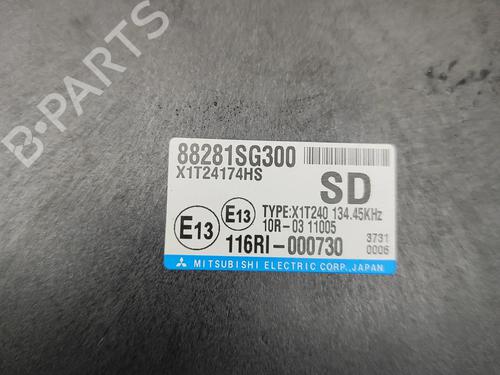 B-PARTS
88281SG300
X1T24174HS
SD
E13
E13
TYPE:X1T240 134.45KHz
10R-03 11005
116RI-000730
3731
0006
MITSUBISHI ELECTRIC CORP.,JAPAN